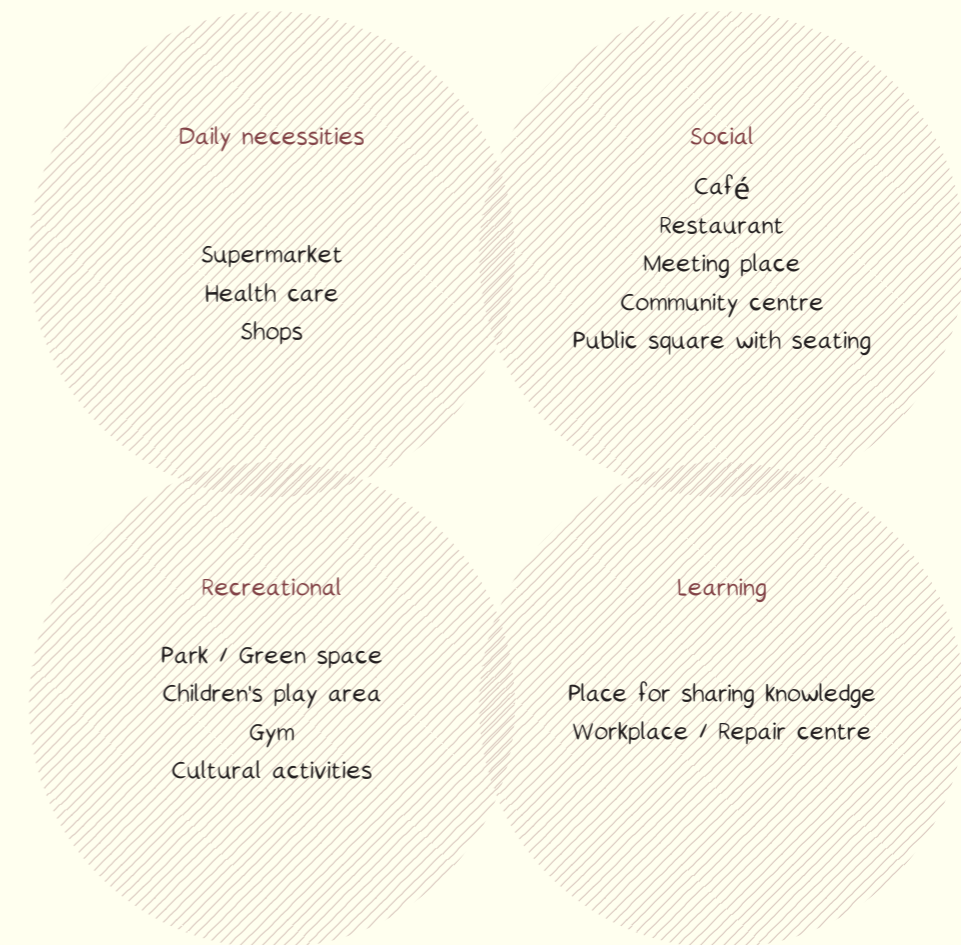 Daily necessities
Supermarket
Health care
Shops
Social
Café
Restaurant
Meeting place
Community centre
Public square with seating
Recreational
Park / Green space
Children's play area
Gym
Cultural activities
Learning
Place for sharing knowledge
Workplace / Repair centre